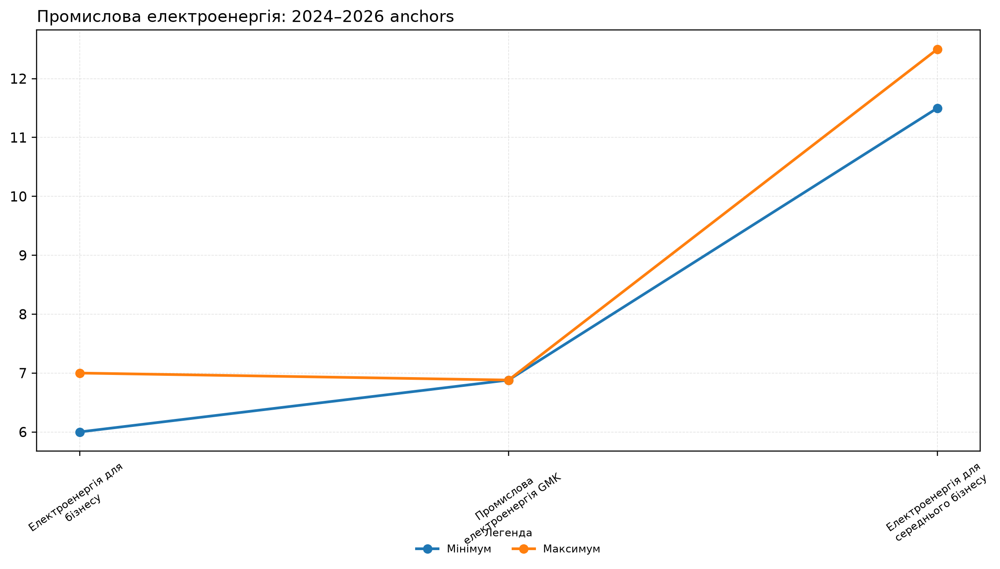 Промислова електроенергія: 2024–2026 anchors
12
11
10
9
8
7
6
Електроенергія для
бізнесу
Промислова
електроенергія GMK
Електроенергія для
середнього бізнесу
Легенда
Мінімум
Максимум